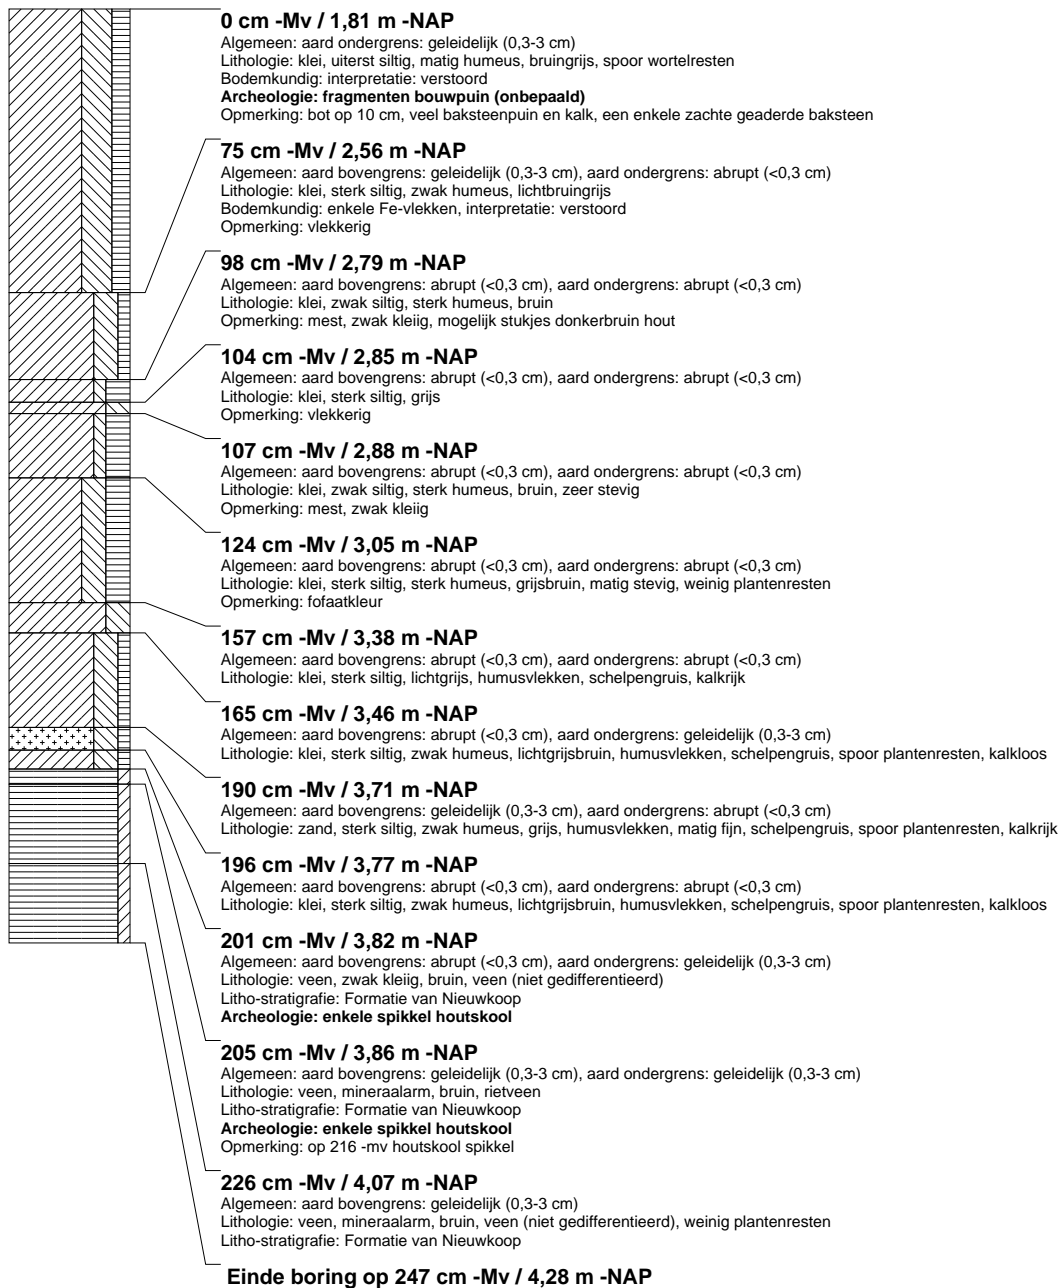 0 cm -Mv / 1,81 m -NAP
Algemeen: aard ondergrens: geleidelijk (0,3-3 cm)
Lithologie: klei, uiterst siltig, matig humeus, bruingrijs, spoor wortelresten
Bodemkundig: interpretatie: verstoord
Archeologie: fragmenten bouwpuin (onbepaald)
Opmerking: bot op 10 cm, veel baksteenpuin en kalk, een enkele zachte geaderde baksteen
75 cm -Mv / 2,56 m -NAP
Algemeen: aard bovengrens: geleidelijk (0,3-3 cm), aard ondergrens: abrupt (<0,3 cm)
Lithologie: klei, sterk siltig, zwak humeus, lichtbruingrijs
Bodemkundig: enkele Fe-vlekken, interpretatie: verstoord
Opmerking: vlekkerig
98 cm -Mv / 2,79 m -NAP
Algemeen: aard bovengrens: abrupt (<0,3 cm), aard ondergrens: abrupt (<0,3 cm)
Lithologie: klei, zwak siltig, sterk humeus, bruin
Opmerking: mest, zwak kleiig, mogelijk stukjes donkerbruin hout
104 cm -Mv / 2,85 m -NAP
Algemeen: aard bovengrens: abrupt (<0,3 cm), aard ondergrens: abrupt (<0,3 cm)
Lithologie: klei, sterk siltig, grijs
Opmerking: vlekkerig
107 cm -Mv / 2,88 m -NAP
Algemeen: aard bovengrens: abrupt (<0,3 cm), aard ondergrens: abrupt (<0,3 cm)
Lithologie: klei, zwak siltig, sterk humeus, bruin, zeer stevig
Opmerking: mest, zwak kleiig
124 cm -Mv / 3,05 m -NAP
Algemeen: aard bovengrens: abrupt (<0,3 cm), aard ondergrens: abrupt (<0,3 cm)
Lithologie: klei, sterk siltig, sterk humeus, grijsbruin, matig stevig, weinig plantenresten
Opmerking: fofaatkleur
157 cm -Mv / 3,38 m -NAP
Algemeen: aard bovengrens: abrupt (<0,3 cm), aard ondergrens: abrupt (<0,3 cm)
Lithologie: klei, sterk siltig, lichtgrijs, humusvlekken, schelpengruis, kalkrijk
165 cm -Mv / 3,46 m -NAP
Algemeen: aard bovengrens: abrupt (<0,3 cm), aard ondergrens: geleidelijk (0,3-3 cm)
Lithologie: klei, sterk siltig, zwak humeus, lichtgrijsbruin, humusvlekken, schelpengruis, spoor plantenresten, kalkloos
190 cm -Mv / 3,71 m -NAP
Algemeen: aard bovengrens: geleidelijk (0,3-3 cm), aard ondergrens: abrupt (<0,3 cm)
Lithologie: zand, sterk siltig, zwak humeus, grijs, humusvlekken, matig fijn, schelpengruis, spoor plantenresten, kalkrijk
196 cm -Mv / 3,77 m -NAP
Algemeen: aard bovengrens: abrupt (<0,3 cm), aard ondergrens: abrupt (<0,3 cm)
Lithologie: klei, sterk siltig, zwak humeus, lichtgrijsbruin, humusvlekken, schelpengruis, spoor plantenresten, kalkloos
201 cm -Mv / 3,82 m -NAP
Algemeen: aard bovengrens: abrupt (<0,3 cm), aard ondergrens: geleidelijk (0,3-3 cm)
Lithologie: veen, zwak kleiig, bruin, veen (niet gedifferentieerd)
Litho-stratigrafie: Formatie van Nieuwkoop
Archeologie: enkele spikkel houtskool
205 cm -Mv / 3,86 m -NAP
Algemeen: aard bovengrens: geleidelijk (0,3-3 cm), aard ondergrens: geleidelijk (0,3-3 cm)
Lithologie: veen, mineraalarm, bruin, rietveen
Litho-stratigrafie: Formatie van Nieuwkoop
Archeologie: enkele spikkel houtskool
Opmerking: op 216 -mv houtskool spikkel
226 cm -Mv / 4,07 m -NAP
Algemeen: aard bovengrens: geleidelijk (0,3-3 cm)
Lithologie: veen, mineraalarm, bruin, veen (niet gedifferentieerd), weinig plantenresten
Litho-stratigrafie: Formatie van Nieuwkoop
Einde boring op 247 cm -Mv / 4,28 m -NAP